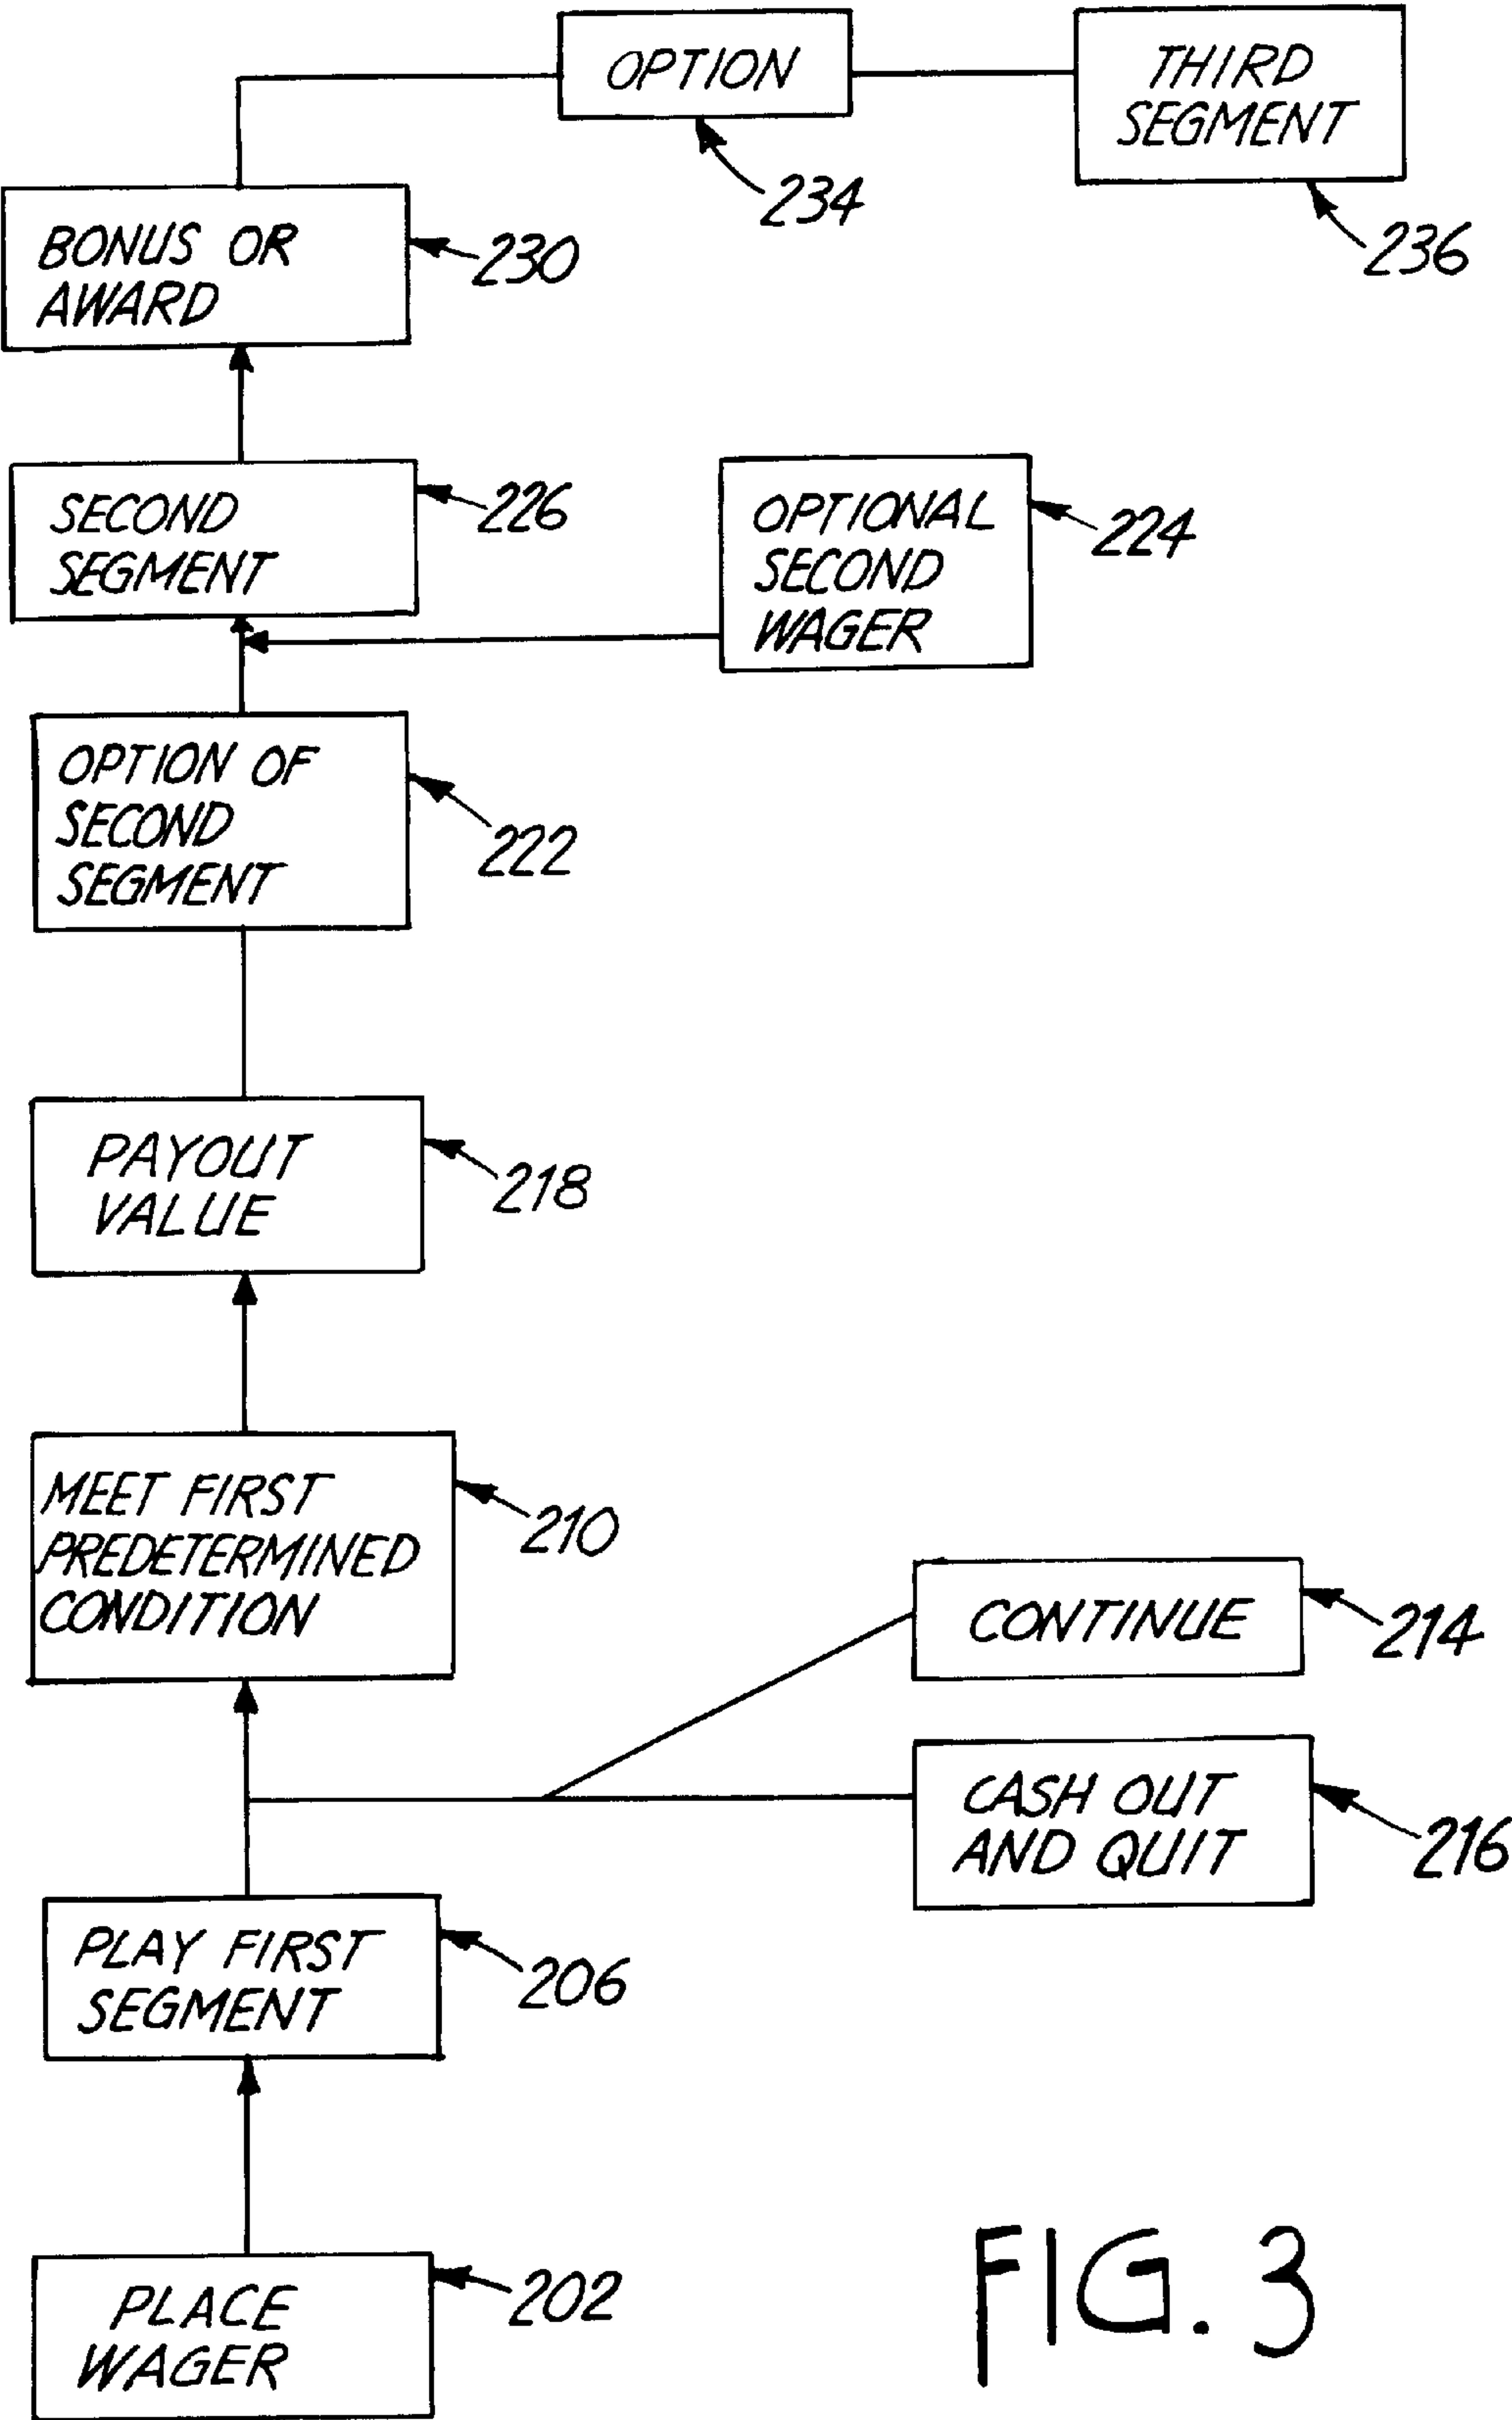 OPTION
234
THIRD
SEGMENT
236
BONUS OR
AWARD
230
SECOND
SEGMENT
226
OPTIONAL
SECOND
WAGER
224
OPTION OF
SECOND
SEGMENT
222
PAYOUT
VALUE
218
MEET FIRST
PREDETERMINED
CONDITION
210
CONTINUE
214
CASH OUT
AND QUIT
216
PLAY FIRST
SEGMENT
206
PLACE
WAGER
202
FIG. 3